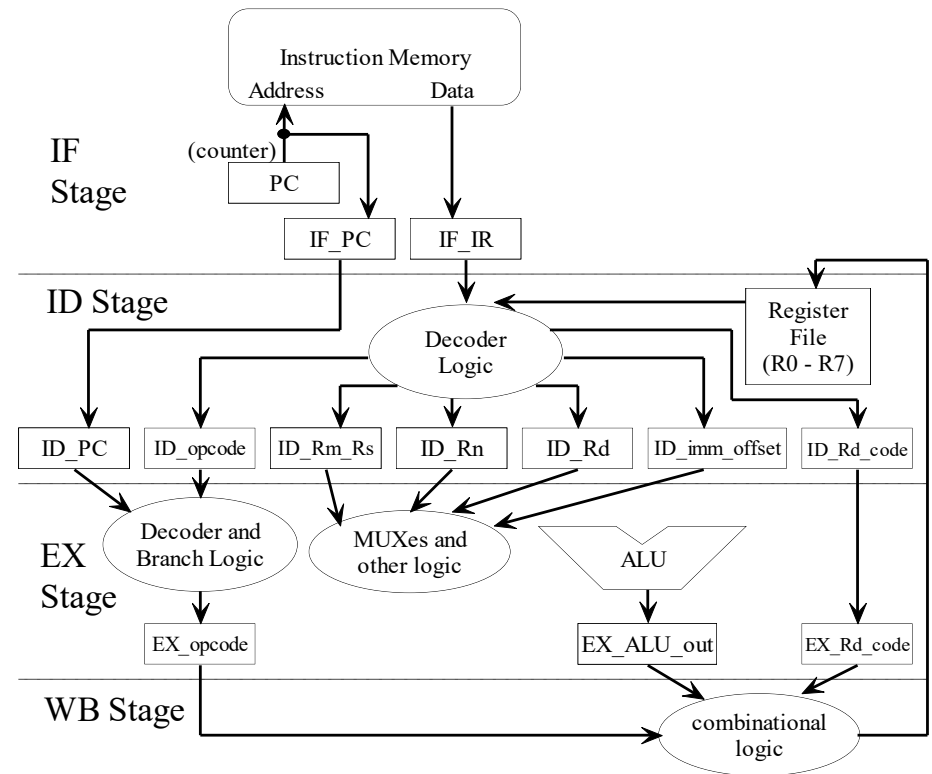 Instruction Memory
Address Data
IF
Stage
(counter)
PC
IF_PC IF_IR
ID Stage
Register
File
(R0 - R7)
Decoder
Logic
ID_PC ID_opcode ID_Rm_Rs ID_Rn ID_Rd ID_imm_offset ID_Rd_code
EX
Stage
Decoder and
Branch Logic
MUXes and
other logic
ALU
EX_opcode EX_ALU_out EX_Rd_code
WB Stage
combinational
logic